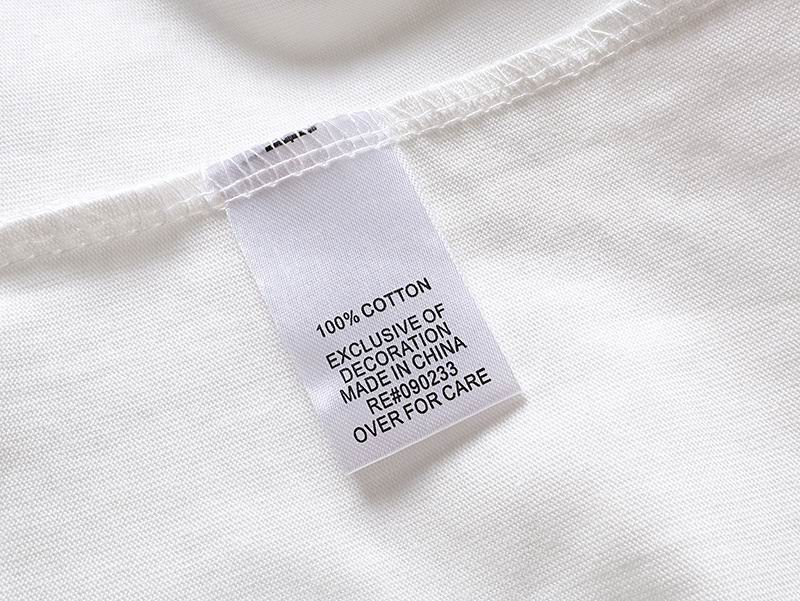 100% COTTON
EXCLUSIVE OF
DECORATION
MADE IN CHINA
RE#090233
OVER FOR CARE